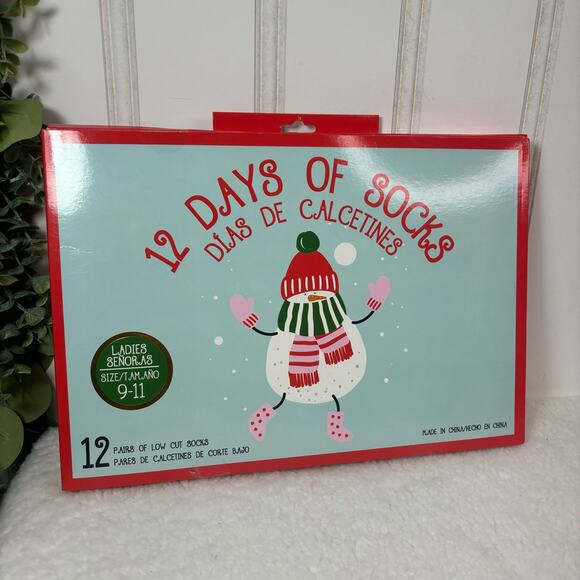 12 DAYS OF SOCKS
DÍAS DE CALCETINES
LADIES
SEÑORAS
SIZE/TAMAÑO
9-11
12 PAIRS OF LOW CUT SOCKS
PARES DE CALCETINES DE CORTE BAJO
MADE IN CHINA/HECHO EN CHINA